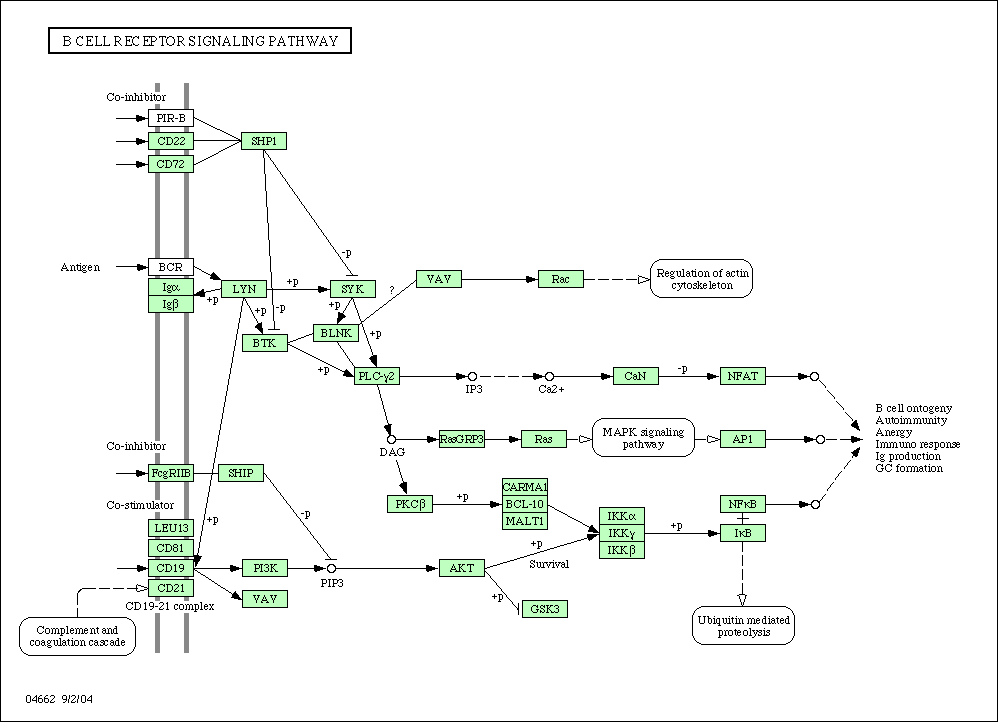 B CELL RECEPTOR SIGNALING PATHWAY
Co-inhibitor
PIR-B
CD22
SHP1
CD72
-p
Antigen
BCR
Igα
Igβ
+p
LYN
+p
SYK
?
VAV
Rac
Regulation of actin
cytoskeleton
+p
-p
+p
BTK
BLNK
+p
+p
PLC-γ2
IP3
Ca2+
CaN
-p
NFAT
DAG
RasGRP3
Ras
MAPK signaling
pathway
AP1
B cell ontogeny
Autoimmunity
Anergy
Immuno response
Ig production
GC formation
Co-inhibitor
FcgRIIB
SHIP
-p
PKCβ
+p
CARMA1
BCL-10
MALT1
IKKα
IKKγ
IKKβ
+p
NFκB
IκB
Co-stimulator
LEU13
CD81
CD19
CD21
CD19-21 complex
+p
PI3K
VAV
PIP3
AKT
+p
Survival
+p
GSK3
Ubiquitin mediated
proteolysis
Complement and
coagulation cascade
04662 9/2/04